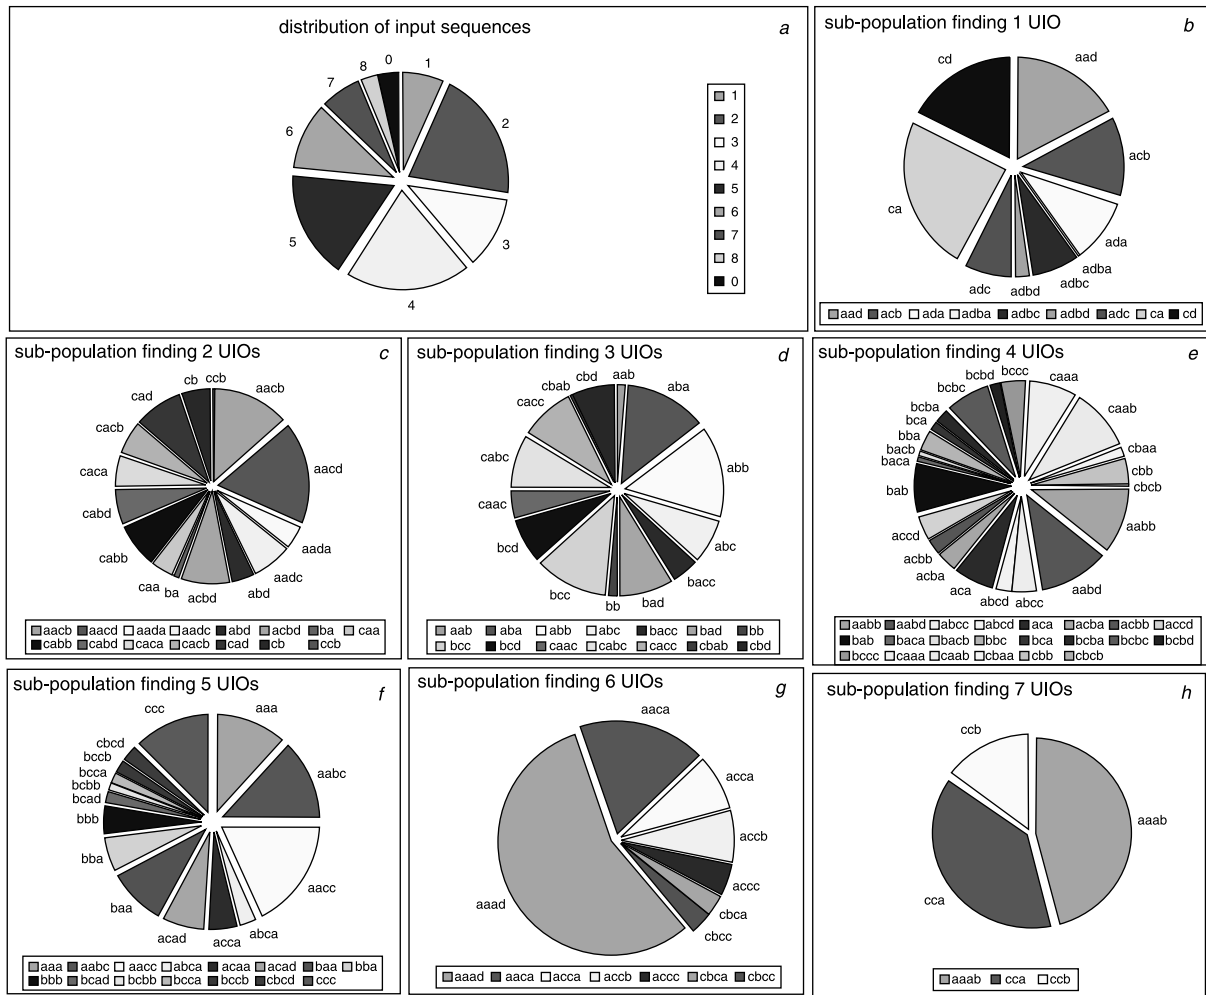 distribution of input sequences
a
0
1
2
3
4
5
6
7
8
1
2
3
4
5
6
7
8
0
sub-population finding 1 UIO
b
cd
aad
acb
ada
adba
adbc
adbd
adc
ca
aad acb ada adba adbc adbd adc ca cd
sub-population finding 2 UIOs
c
ccb
aacb
aacd
aada
aadc
abd
acbd
ba
caa
cabb
cabd
caca
cacb
cad
cb
aacb aacd aada aadc abd acbd ba caa
cabb cabd caca cacb cad cb ccb
sub-population finding 3 UIOs
d
aab
aba
abb
abc
bacc
bad
bb
bcc
bcd
caac
cabc
cacc
cbab
cbd
aab aba abb abc bacc bad bb
bcc bcd caac cabc cacc cbab cbd
sub-population finding 4 UIOs
e
bccc
caaa
caab
cbaa
cbb
cbcb
aabb
aabd
abcc
abcd
aca
acba
acbb
accd
bab
baca
bacb
bba
bca
bcba
bcbc
bcbd
aabb aabd abcc abcd aca acba acbb accd
bab baca bacb bbc bca bcba bcbc bcbd
bccc caaa caab cbaa cbb cbcb
sub-population finding 5 UIOs
f
ccc
aaa
aabc
aacc
abca
acca
acad
baa
bba
bbb
bcad
bcbb
bcca
bccb
cbcd
aaa aabc aacc abca acaa acad baa bba
bbb bcad bcbb bcca bccb cbcd ccc
sub-population finding 6 UIOs
g
aaca
acca
accb
accc
cbca
cbcc
aaad
aaad aaca acca accb accc cbca cbcc
sub-population finding 7 UIOs
h
ccb
aaab
cca
aaab cca ccb